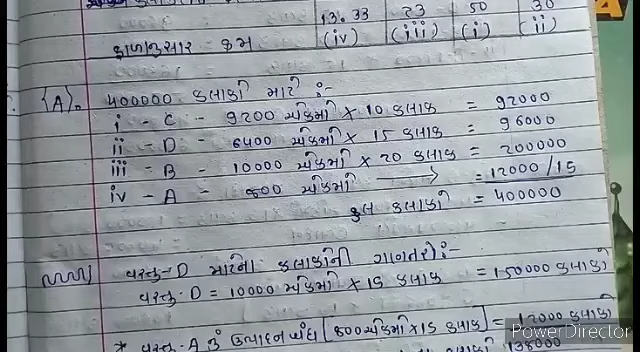 13.33 23 50 30
ફાળાનુસાર - ક્રમ (iv) (iii) (i) (ii)
(A). 400000 કલાકો માટે :-
i - C - 9200 એકમો × 10 કલાક = 92000
ii - D - 6400 એકમો × 15 કલાક = 96000
iii - B - 10000 એકમો × 20 કલાક = 200000
iv - A - 800 એકમો → = 12000 / 15
કુલ કલાકો = 400000
વસ્તુ-D માટેના કલાકોની ગણતરી :-
વસ્તુ-D = 10000 એકમો × 15 કલાક = 150000 કલાકો
* વસ્તુ-A નું ઉત્પાદન બંધ [800 એકમો × 15 કલાક] = 12000 કલાકો
138000
PowerDirector
A